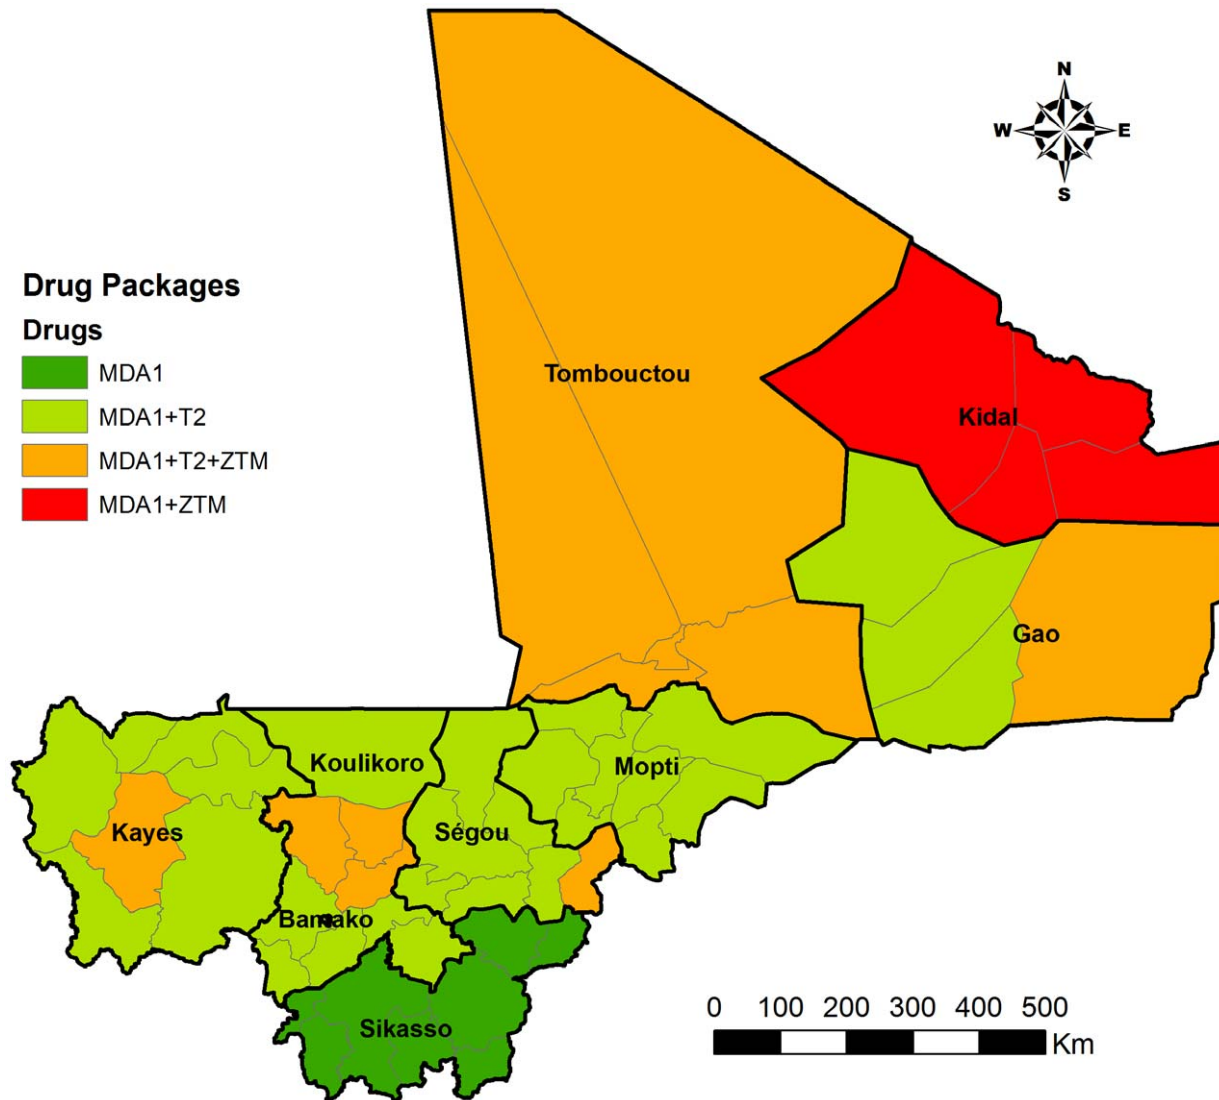 N
W E
S
Drug Packages
Drugs
MDA1
MDA1+T2
MDA1+T2+ZTM
MDA1+ZTM
Tombouctou
Kidal
Gao
Koulikoro
Mopti
Kayes
Ségou
Bamako
Sikasso
0 100 200 300 400 500
Km